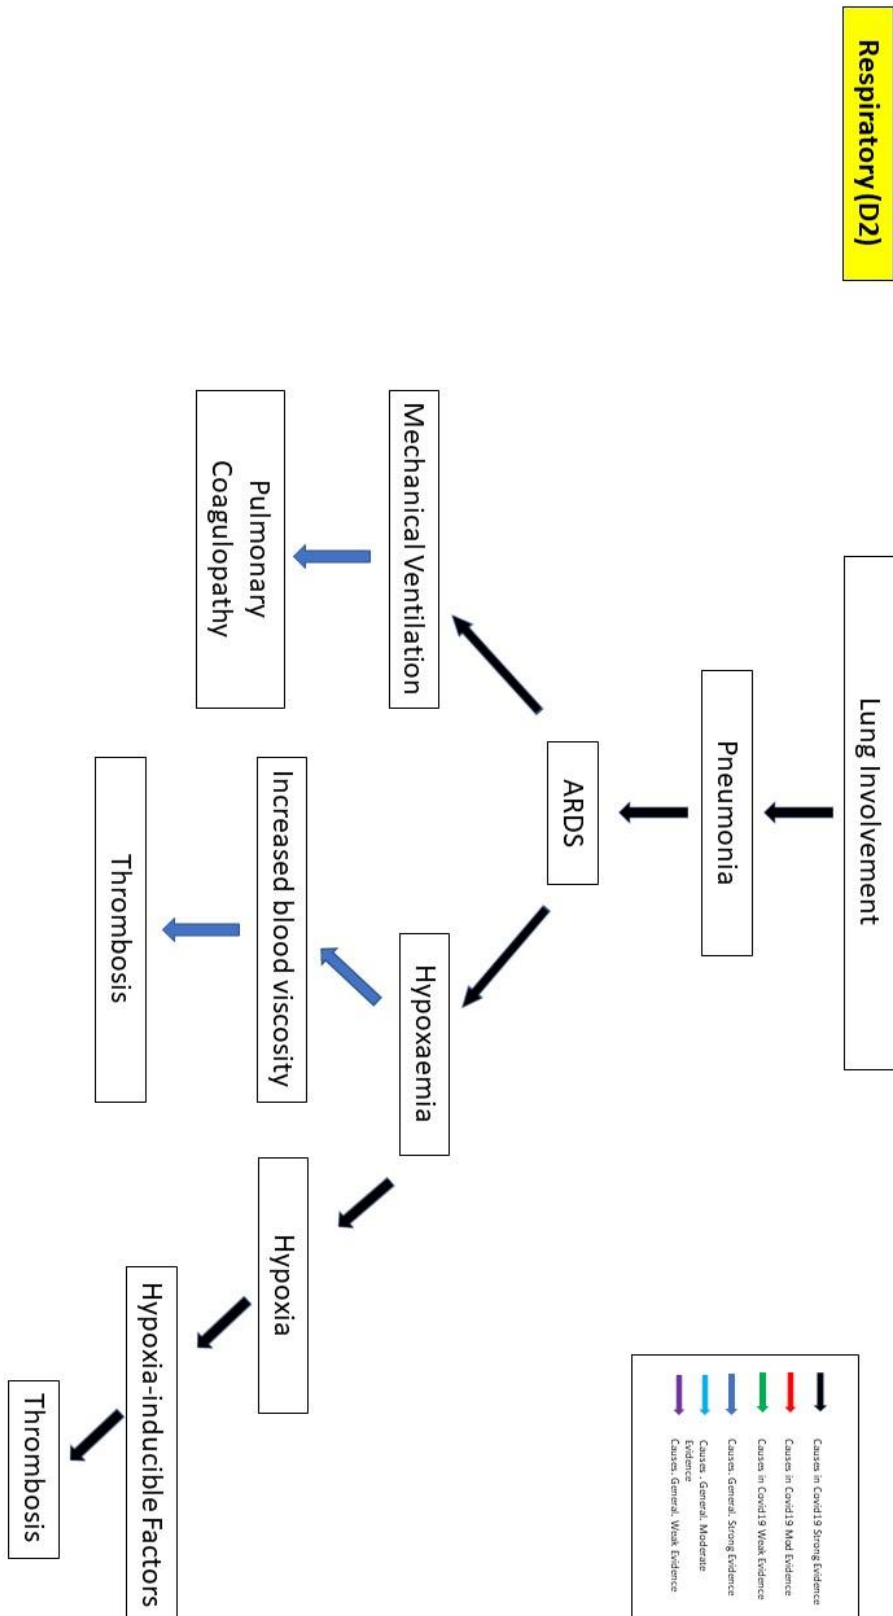 Respiratory (D2)
Lung Involvement
Pneumonia
ARDS
Mechanical Ventilation
Hypoxaemia
Pulmonary
Coagulopathy
Increased blood viscosity
Hypoxia
Thrombosis
Hypoxia-inducible Factors
Thrombosis
Causes in Covid19 Strong Evidence
Causes in Covid19 Mod Evidence
Causes in Covid19 Weak Evidence
Causes. General. Strong Evidence
Causes . General. Moderate
Evidence
Causes. General. Weak Evidence